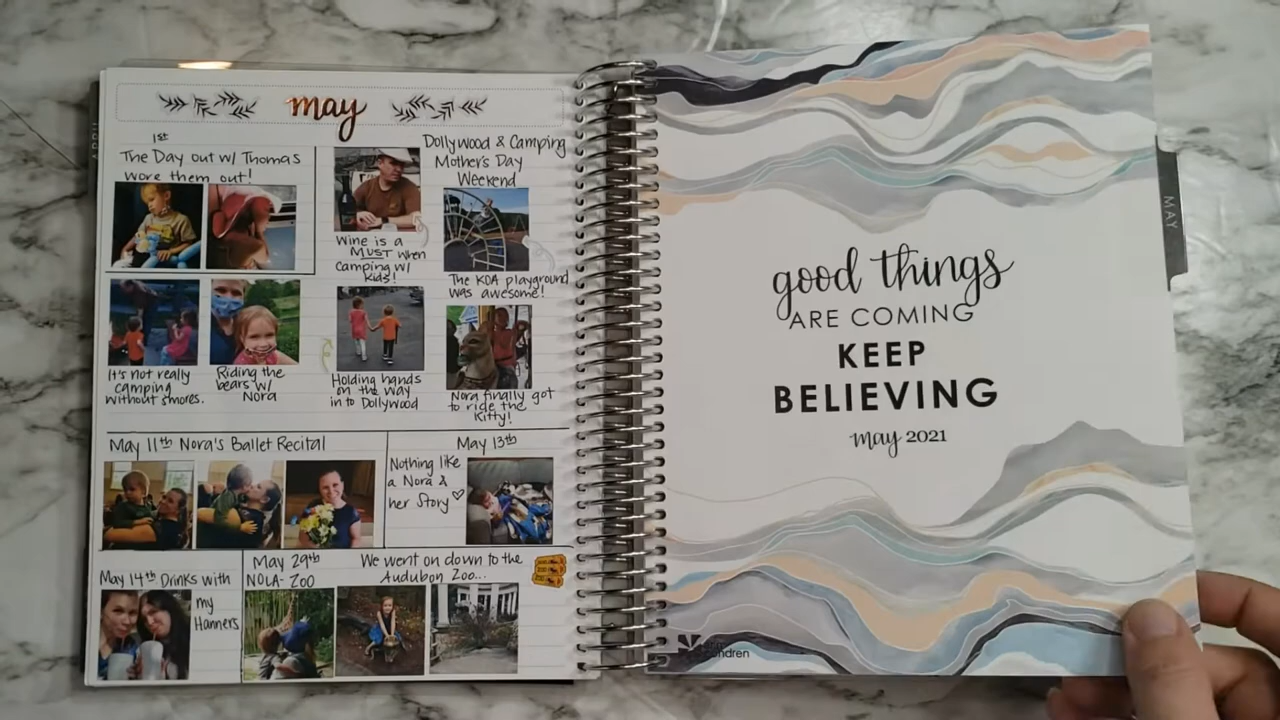 APRIL
may
1st
The Day out w/ Thomas
wore them out!
Wine is a
MUST when
camping w/
kids!
Dollywood & Camping
Mother's Day
Weekend
The KOA playground
was awesome!
It's not really
camping
without smores.
Riding the
bears w/
Nora
Holding hands
on the way
in to Dollywood
Nora finally got
to ride the
Kitty!
May 11th Nora's Ballet Recital
May 13th
Nothing like
a Nora &
her Story
May 14th Drinks with
my
Hanners
May 29th
NOLA-ZOO
We went on down to the
Audubon Zoo...
good things
ARE COMING
KEEP
BELIEVING
may 2021
MAY